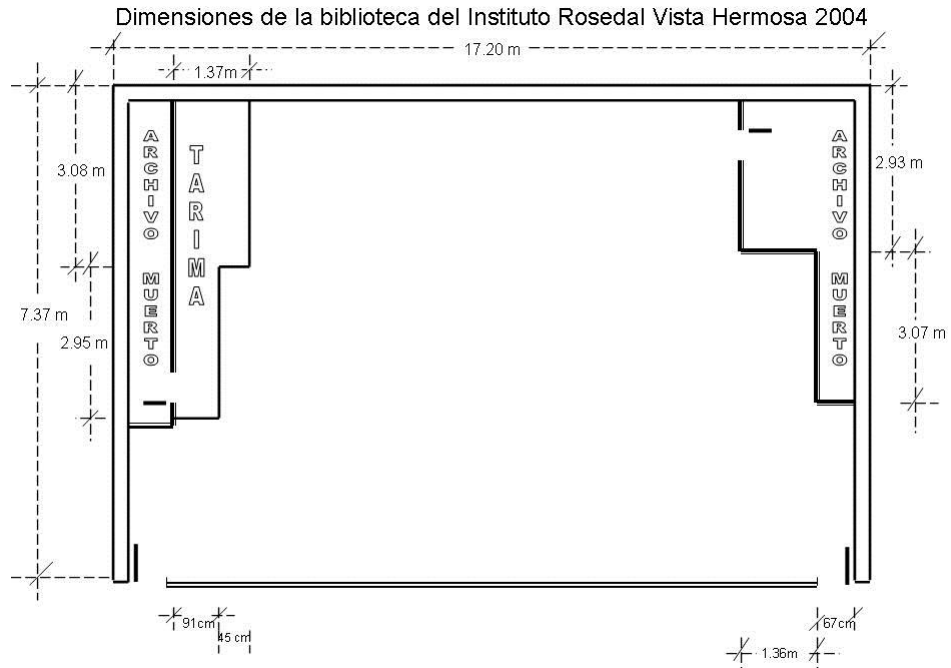 Dimensiones de la biblioteca del Instituto Rosedal Vista Hermosa 2004
17.20 m
1.37m
3.08 m
2.93 m
ARCHIVO MUERTO
TARIMA
ARCHIVO MUERTO
7.37 m
2.95 m
3.07 m
91cm
45 cm
67cm
1.36m